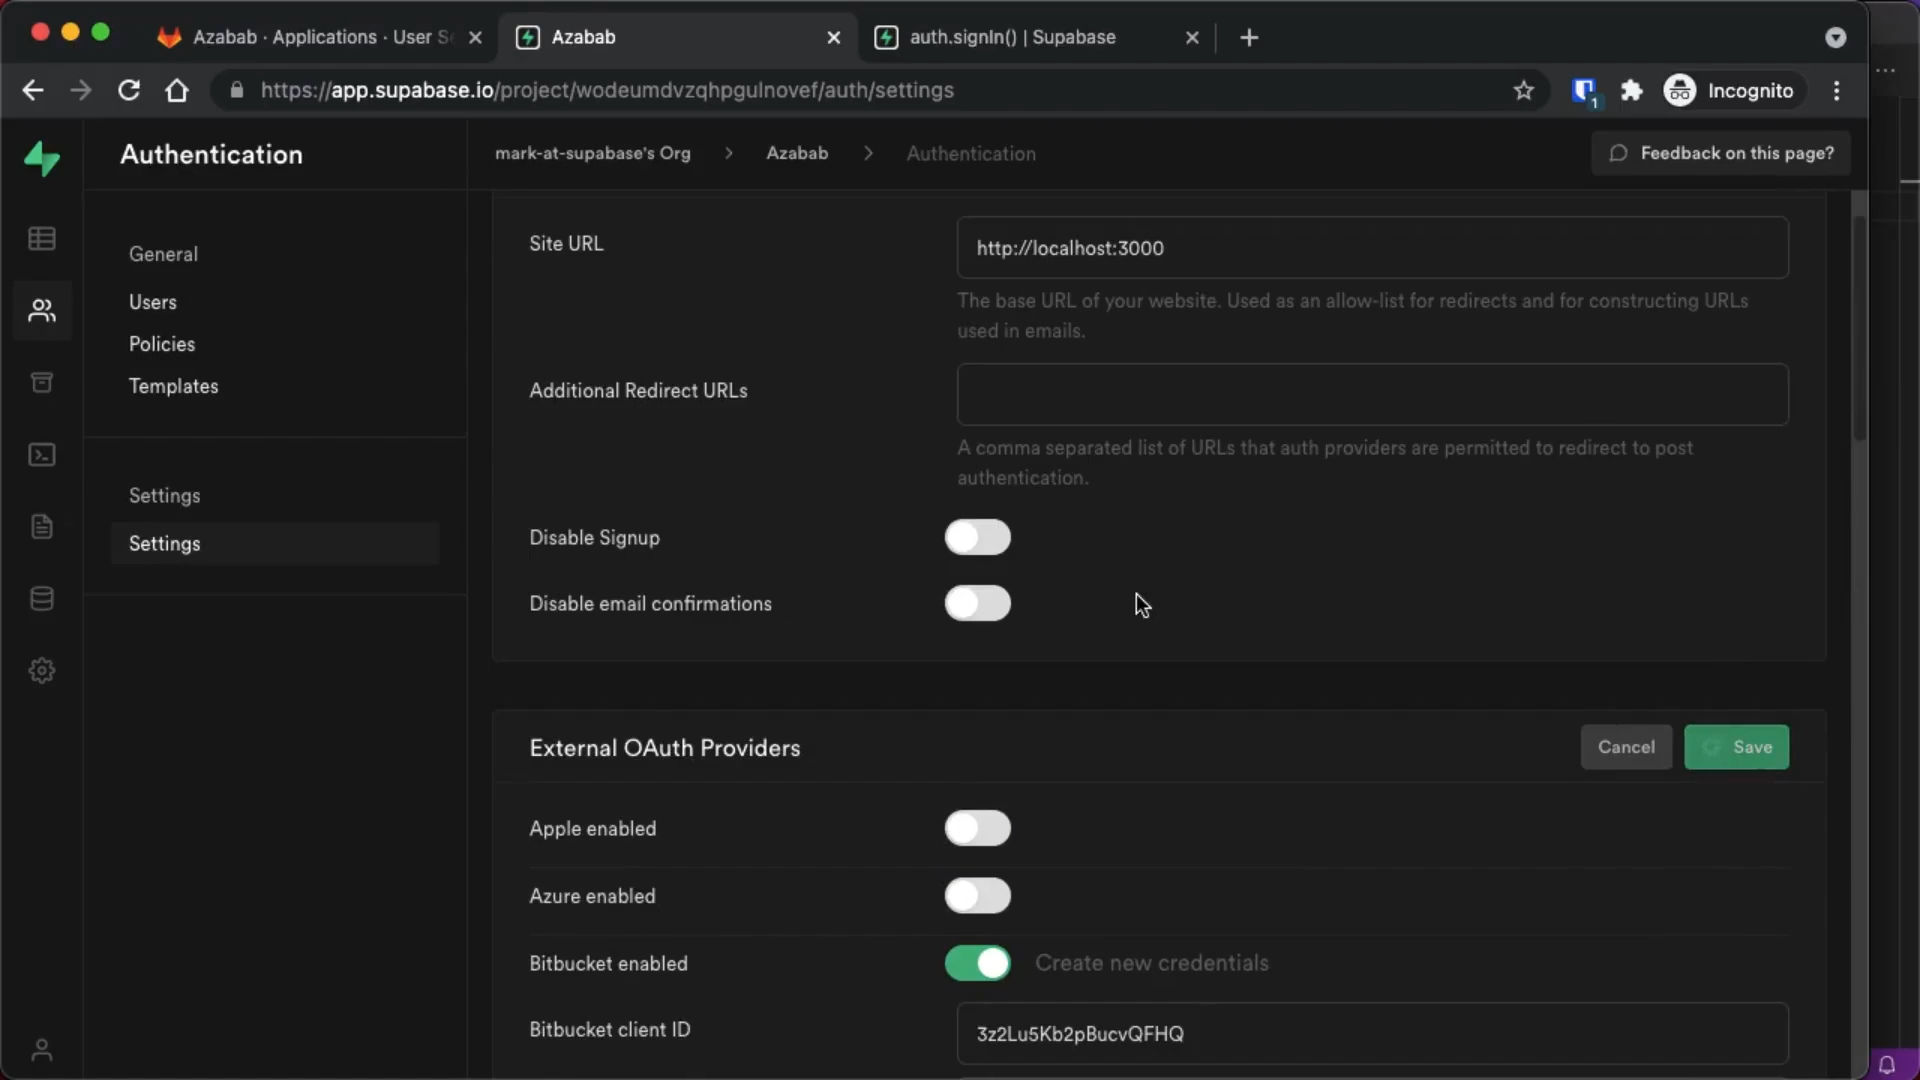 Azabab · Applications · User Se
Azabab
auth.signIn() | Supabase
https://app.supabase.io/project/wodeumdvzqhpgulnovef/auth/settings
1
Incognito
Authentication
mark-at-supabase's Org > Azabab > Authentication
Feedback on this page?
General
Users
Policies
Templates
Settings
Settings
Site URL
http://localhost:3000
The base URL of your website. Used as an allow-list for redirects and for constructing URLs
used in emails.
Additional Redirect URLs
A comma separated list of URLs that auth providers are permitted to redirect to post
authentication.
Disable Signup
Disable email confirmations
External OAuth Providers
Cancel
Save
Apple enabled
Azure enabled
Bitbucket enabled
Create new credentials
Bitbucket client ID
3z2Lu5Kb2pBucvQFHQ